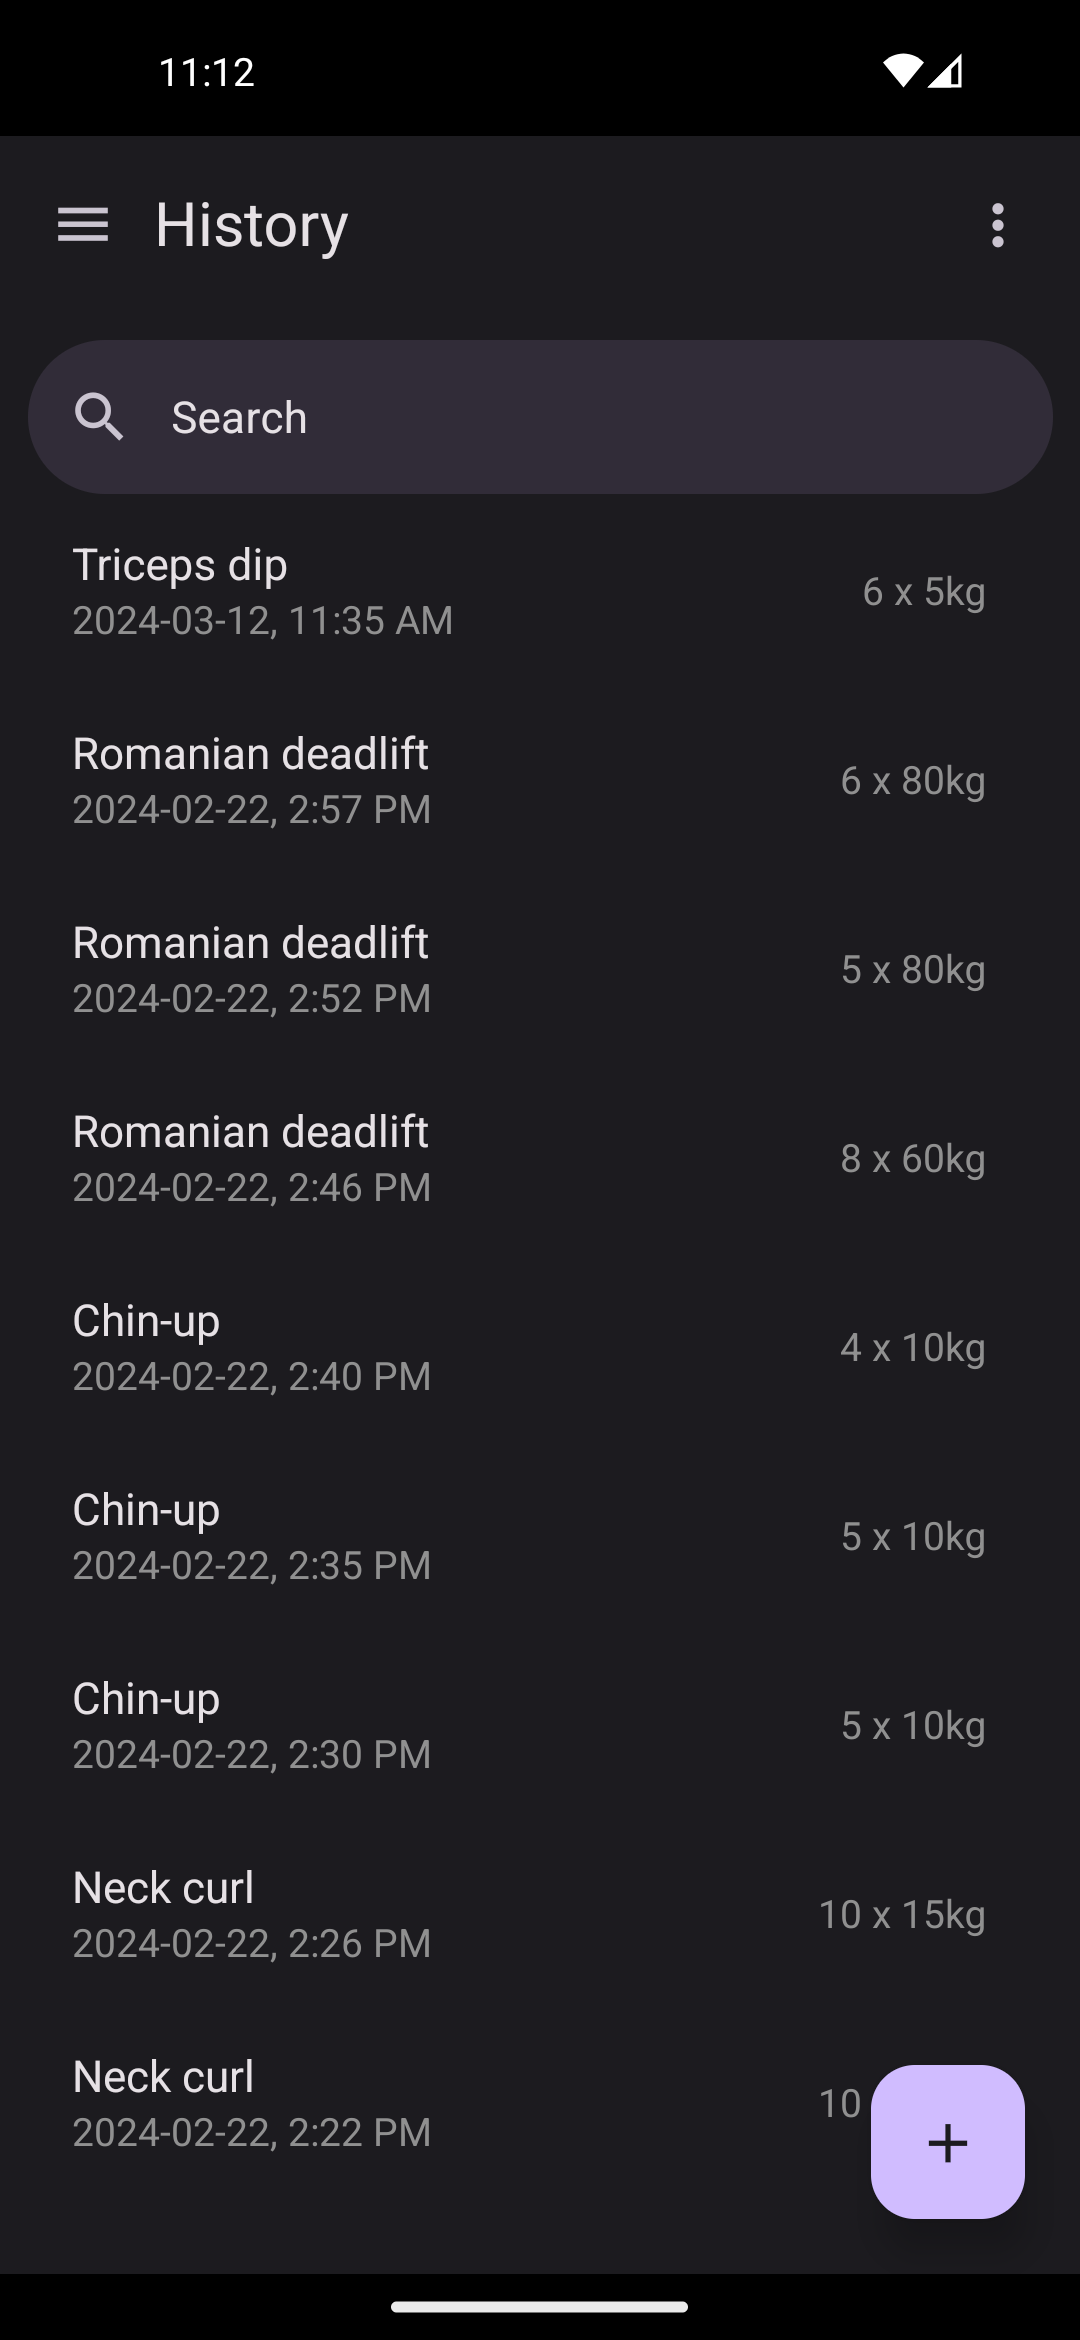 11:12
History
Search
Triceps dip
2024-03-12, 11:35 AM
6 x 5kg
Romanian deadlift
2024-02-22, 2:57 PM
6 x 80kg
Romanian deadlift
2024-02-22, 2:52 PM
5 x 80kg
Romanian deadlift
2024-02-22, 2:46 PM
8 x 60kg
Chin-up
2024-02-22, 2:40 PM
4 x 10kg
Chin-up
2024-02-22, 2:35 PM
5 x 10kg
Chin-up
2024-02-22, 2:30 PM
5 x 10kg
Neck curl
2024-02-22, 2:26 PM
10 x 15kg
Neck curl
2024-02-22, 2:22 PM
10